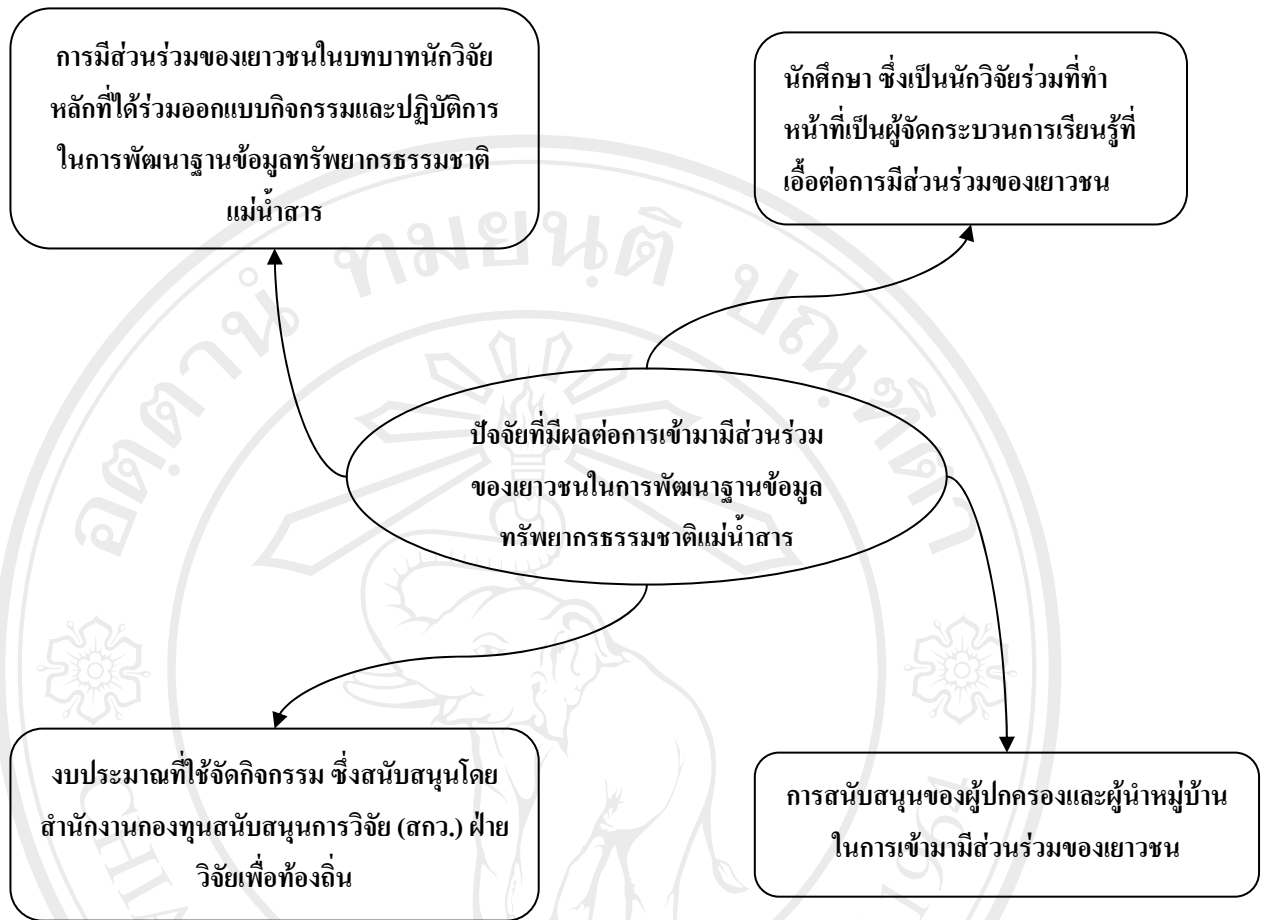 การมีส่วนร่วมของเยาวชนในบทบาทนักวิจัย
หลักที่ได้ร่วมออกแบบกิจกรรมและปฏิบัติการ
ในการพัฒนาฐานข้อมูลทรัพยากรธรรมชาติ
แม่น้ำสาร
นักศึกษา ซึ่งเป็นนักวิจัยร่วมที่ทำ
หน้าที่เป็นผู้จัดกระบวนการเรียนรู้ที่
เอื้อต่อการมีส่วนร่วมของเยาวชน
อตฺตานํ ทมยนฺติ ปณฺฑิตา
ปัจจัยที่มีผลต่อการเข้ามามีส่วนร่วม
ของเยาวชนในการพัฒนาฐานข้อมูล
ทรัพยากรธรรมชาติแม่น้ำสาร
งบประมาณที่ใช้จัดกิจกรรม ซึ่งสนับสนุนโดย
สำนักงานกองทุนสนับสนุนการวิจัย (สกว.) ฝ่าย
วิจัยเพื่อท้องถิ่น
การสนับสนุนของผู้ปกครองและผู้นำหมู่บ้าน
ในการเข้ามามีส่วนร่วมของเยาวชน
1964